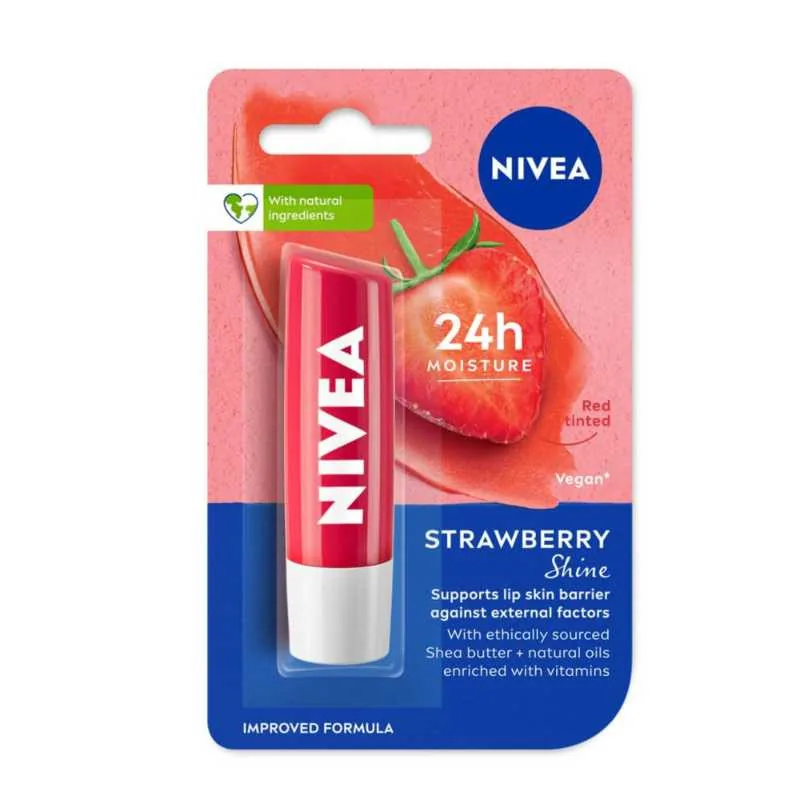 NIVEA
With natural
ingredients
24h
MOISTURE
Red
tinted
Vegan*
NIVEA
STRAWBERRY
Shine
Supports lip skin barrier
against external factors
With ethically sourced
Shea butter + natural oils
enriched with vitamins
IMPROVED FORMULA